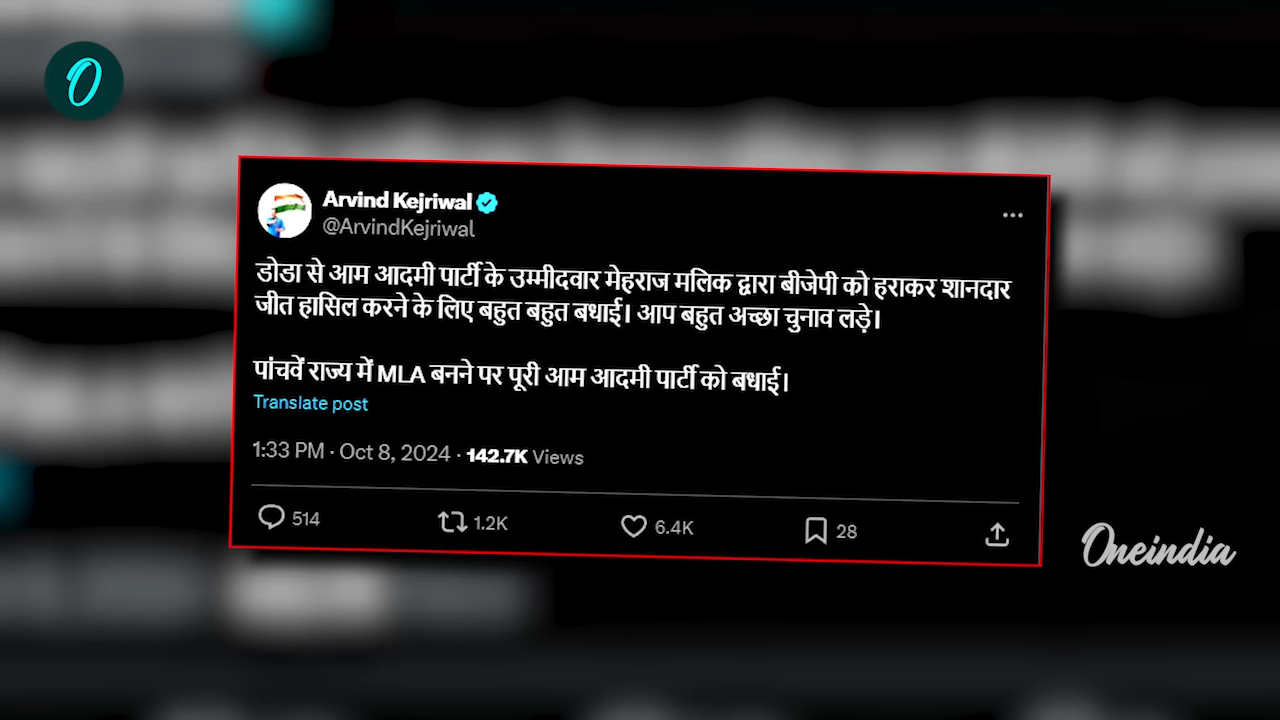 O
Arvind Kejriwal
@ArvindKejriwal
डोडा से आम आदमी पार्टी के उम्मीदवार मेहराज मलिक द्वारा बीजेपी को हराकर शानदार
जीत हासिल करने के लिए बहुत बहुत बधाई। आप बहुत अच्छा चुनाव लड़े।
पांचवें राज्य में MLA बनने पर पूरी आम आदमी पार्टी को बधाई।
Translate post
1:33 PM · Oct 8, 2024 · 142.7K Views
514 1.2K 6.4K 28
Oneindia